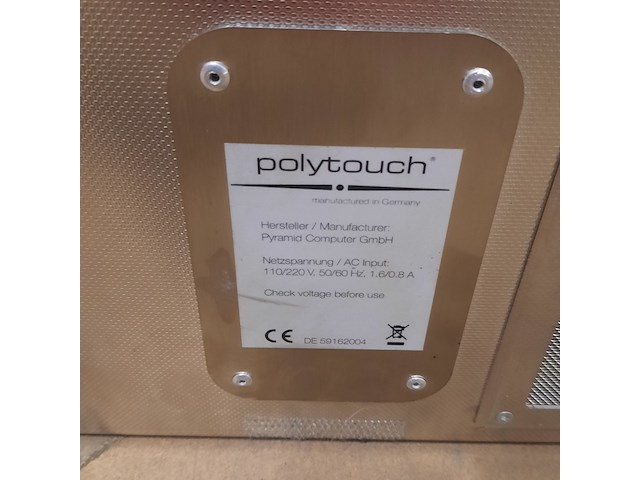 polytouch®
manufactured in Germany
Hersteller / Manufacturer:
Pyramid Computer GmbH
Netzspannung / AC Input:
110/220 V, 50/60 Hz, 1.6/0.8 A
Check voltage before use
CE DE 59162004